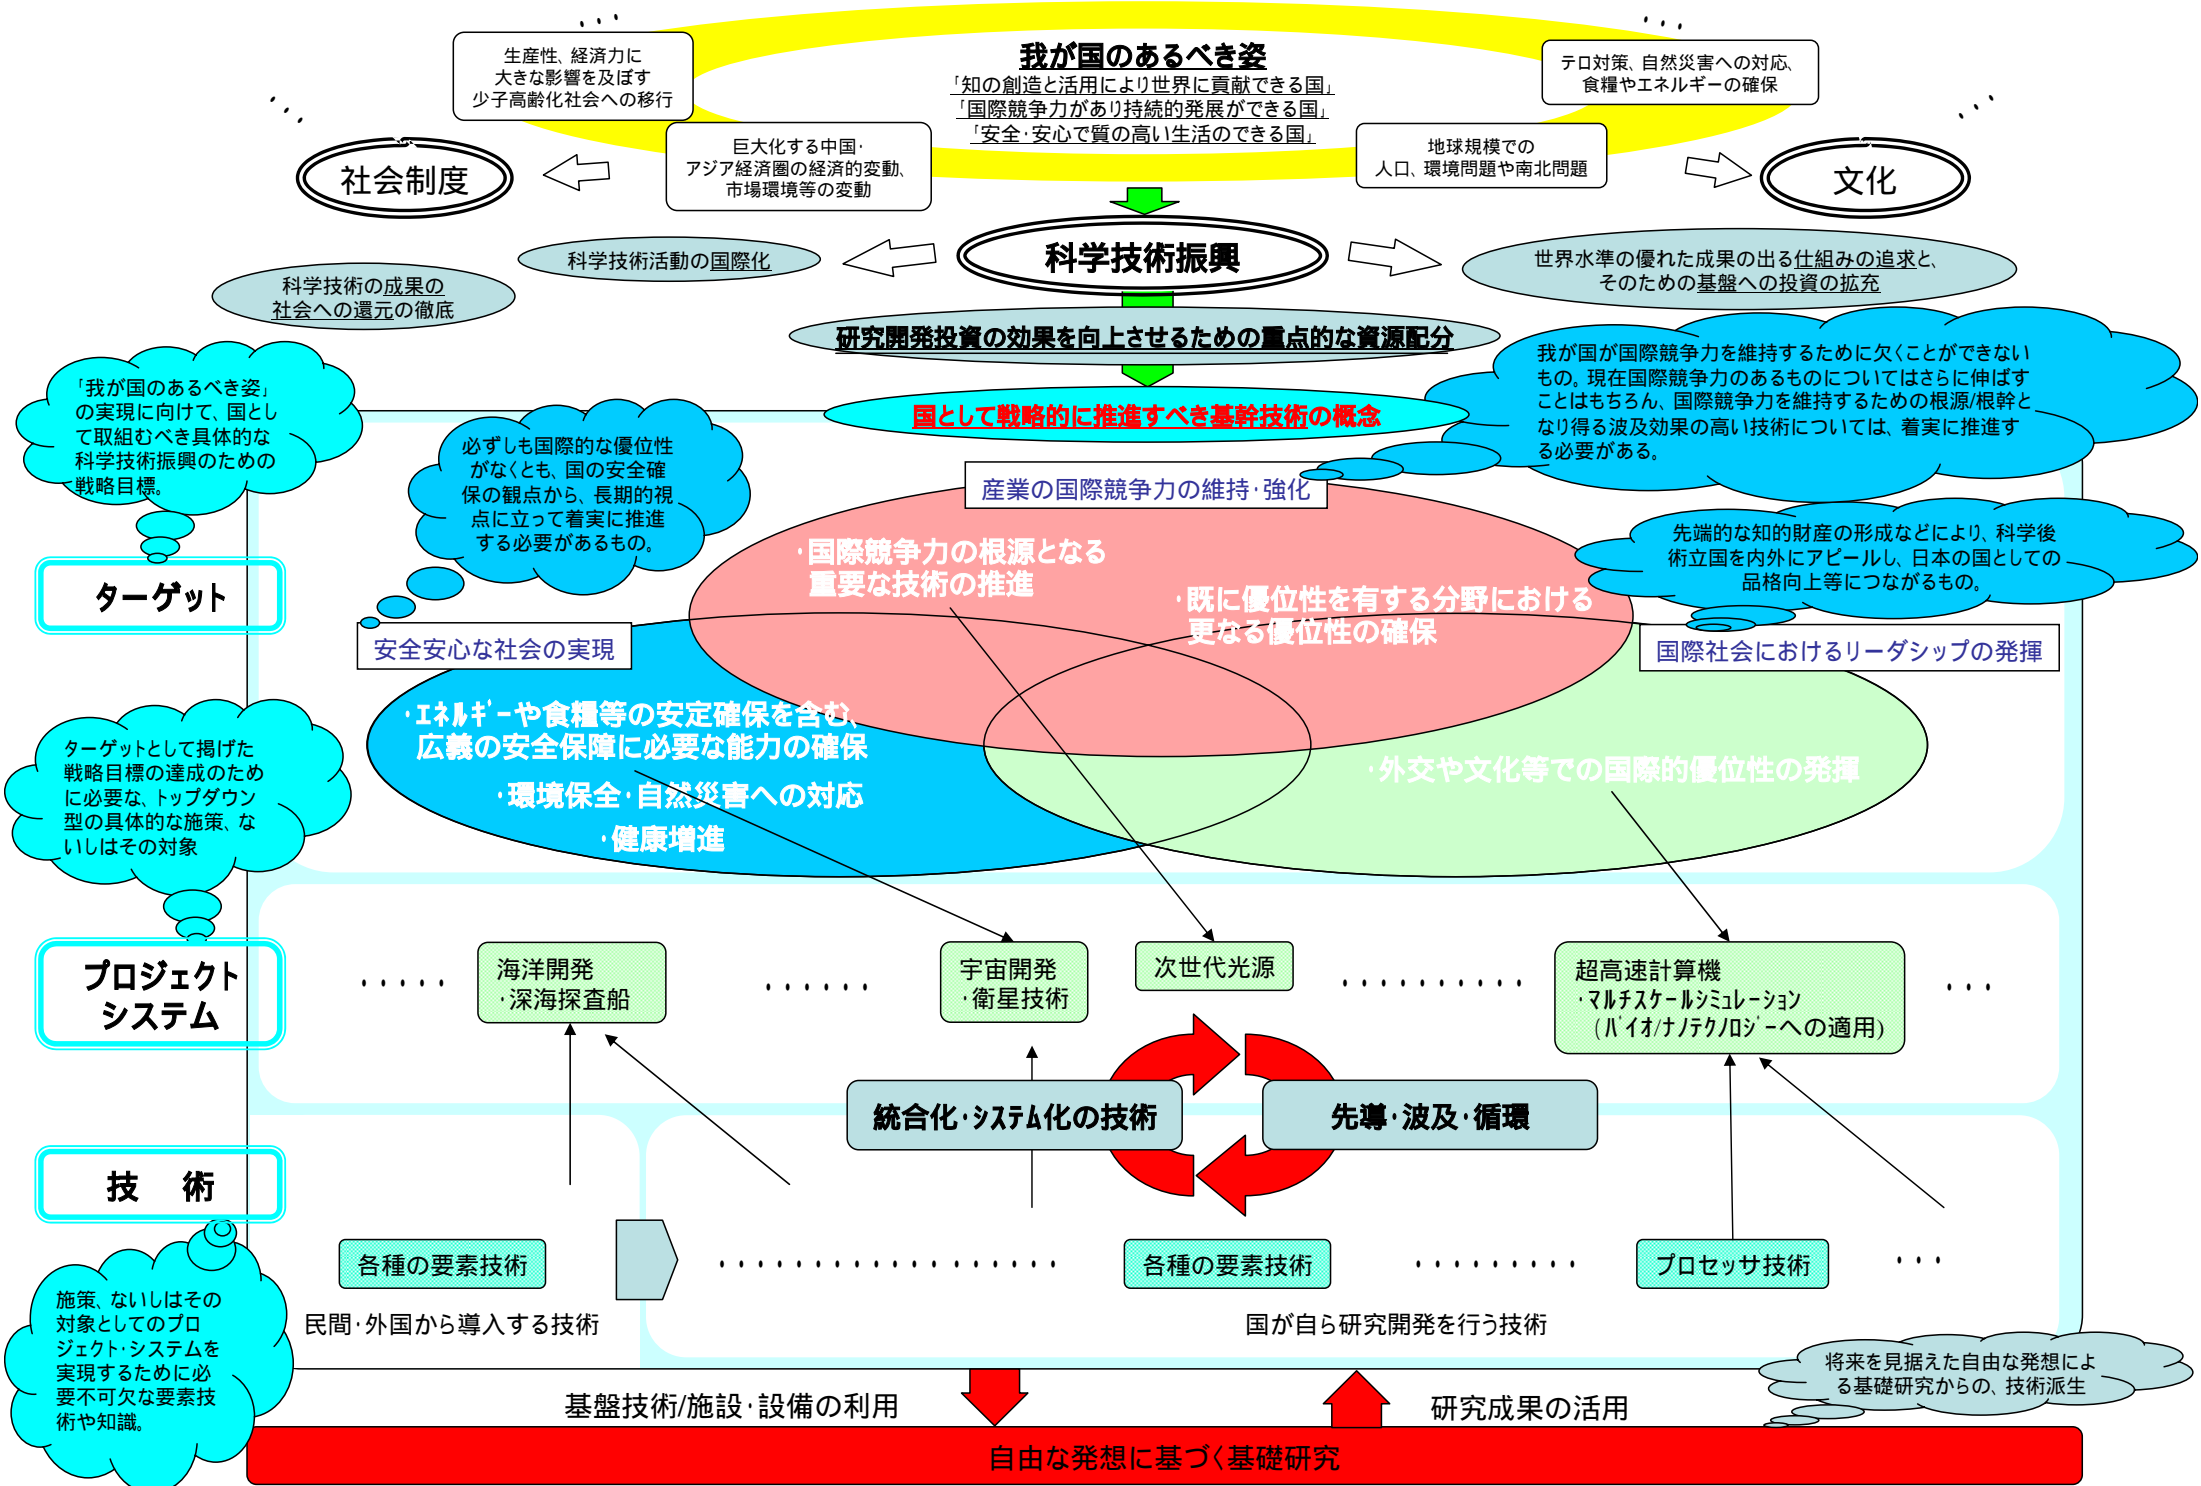 我が国のあるべき姿
「知の創造と活用により世界に貢献できる国」
「国際競争力があり持続的発展ができる国」
「安全・安心で質の高い生活のできる国」
生産性、経済力に
大きな影響を及ぼす
少子高齢化社会への移行
巨大化する中国・
アジア経済圏の経済的変動、
市場環境等の変動
テロ対策、自然災害への対応、
食糧やエネルギーの確保
地球規模での
人口、環境問題や南北問題
社会制度
文化
科学技術振興
科学技術活動の国際化
科学技術の成果の
社会への還元の徹底
世界水準の優れた成果の出る仕組みの追求と、
そのための基盤への投資の拡充
研究開発投資の効果を向上させるための重点的な資源配分
国として戦略的に推進すべき基幹技術の概念
「我が国のあるべき姿」
の実現に向けて、国とし
て取組むべき具体的な
科学技術振興のための
戦略目標。
必ずしも国際的な優位性
がなくとも、国の安全確
保の観点から、長期的視
点に立って着実に推進
する必要があるもの。
我が国が国際競争力を維持するために欠くことができない
もの。現在国際競争力のあるものについてはさらに伸ばす
ことはもちろん、国際競争力を維持するための根源/根幹と
なり得る波及効果の高い技術については、着実に推進す
る必要がある。
先端的な知的財産の形成などにより、科学後
術立国を内外にアピールし、日本の国としての
品格向上等につながるもの。
産業の国際競争力の維持・強化
安全安心な社会の実現
国際社会におけるリーダシップの発揮
・国際競争力の根源となる
重要な技術の推進
・既に優位性を有する分野における
更なる優位性の確保
・ｴﾈﾙｷﾞｰや食糧等の安定確保を含む、
広義の安全保障に必要な能力の確保
・環境保全・自然災害への対応
・健康増進
・外交や文化等での国際的優位性の発揮
ターゲット
ターゲットとして掲げた
戦略目標の達成のため
に必要な、トップダウン
型の具体的な施策、な
いしはその対象
プロジェクト
システム
・・・・・
海洋開発
・深海探査船
・・・・・・
宇宙開発
・衛星技術
次世代光源
・・・・・・・・・・
超高速計算機
・ﾏﾙﾁｽｹｰﾙｼﾐｭﾚｰｼｮﾝ
(ﾊﾞｲｵ/ﾅﾉﾃｸﾉﾛｼﾞｰへの適用)
・・・
統合化・ｼｽﾃﾑ化の技術
先導・波及・循環
技 術
施策、ないしはその
対象としてのプロ
ジェクト・システムを
実現するために必
要不可欠な要素技
術や知識。
各種の要素技術
・・・・・・・・・・・・・・・・・・
各種の要素技術
・・・・・・・・・
プロセッサ技術
・・・
民間・外国から導入する技術
国が自ら研究開発を行う技術
将来を見据えた自由な発想によ
る基礎研究からの、技術派生
基盤技術/施設・設備の利用
研究成果の活用
自由な発想に基づく基礎研究